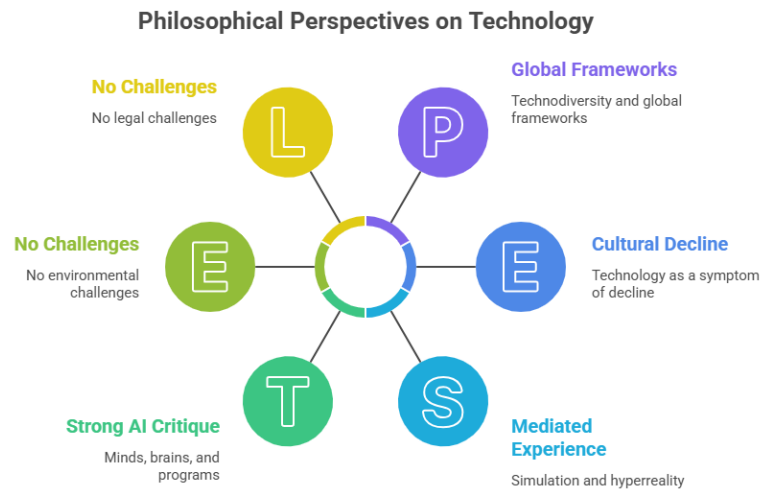 Philosophical Perspectives on Technology
No Challenges
No legal challenges
L
P
Global Frameworks
Technodiversity and global
frameworks
No Challenges
No environmental
challenges
E
E
Cultural Decline
Technology as a symptom
of decline
Strong AI Critique
Minds, brains, and
programs
T
S
Mediated
Experience
Simulation and hyperreality